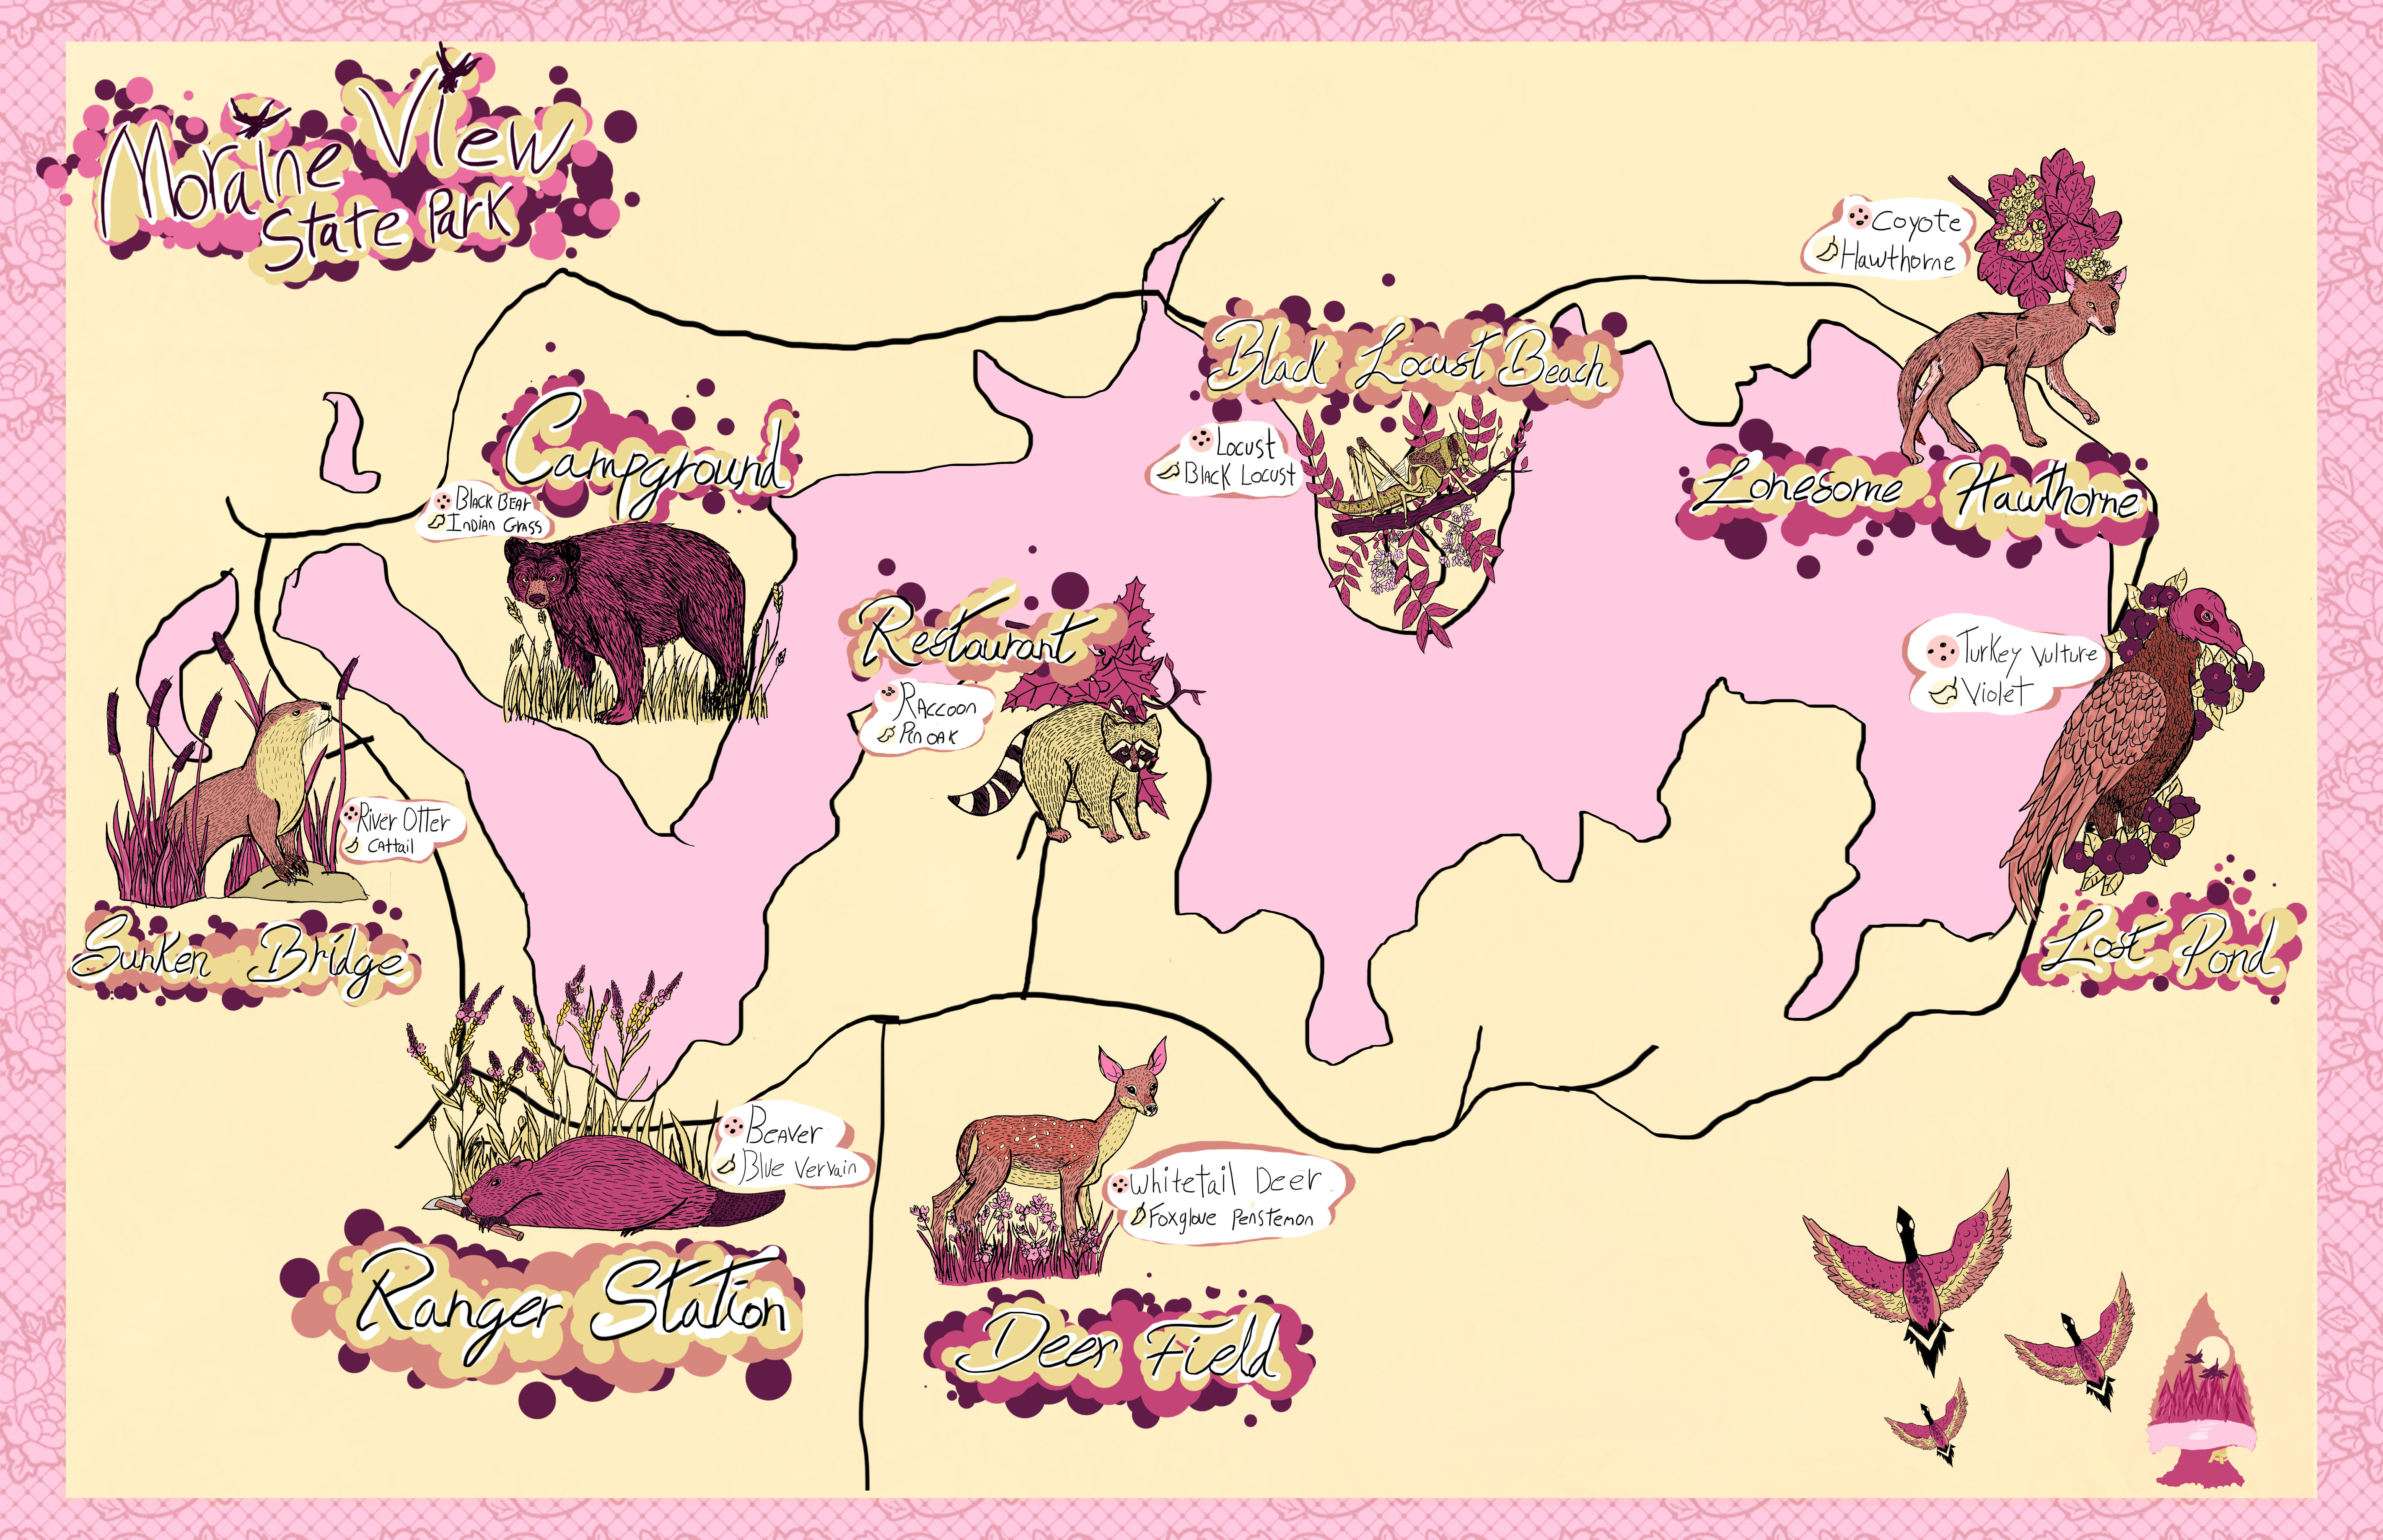 Moraine View
State Park
Coyote
Hawthorne
Black Locust Beach
Campground
Locust
Black Locust
Lonesome Hawthorne
Black Bear
Indian Grass
Restaurant
Turkey Vulture
Violet
Raccoon
Pin oak
River Otter
Cattail
Sunken Bridge
Lost Pond
Beaver
Blue Vervain
Whitetail Deer
Foxglove Penstemon
Ranger Station
Deer Field